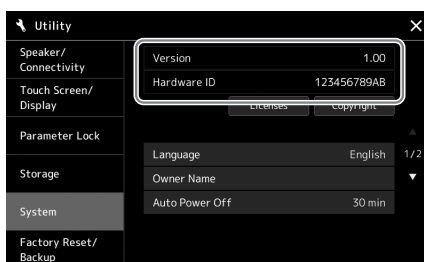 Utility
Speaker/
Connectivity
Touch Screen/
Display
Parameter Lock
Storage
System
Factory Reset/
Backup
Version 1.00
Hardware ID 123456789AB
Licenses Copyright
Language English 1/2
Owner Name
Auto Power Off 30 min